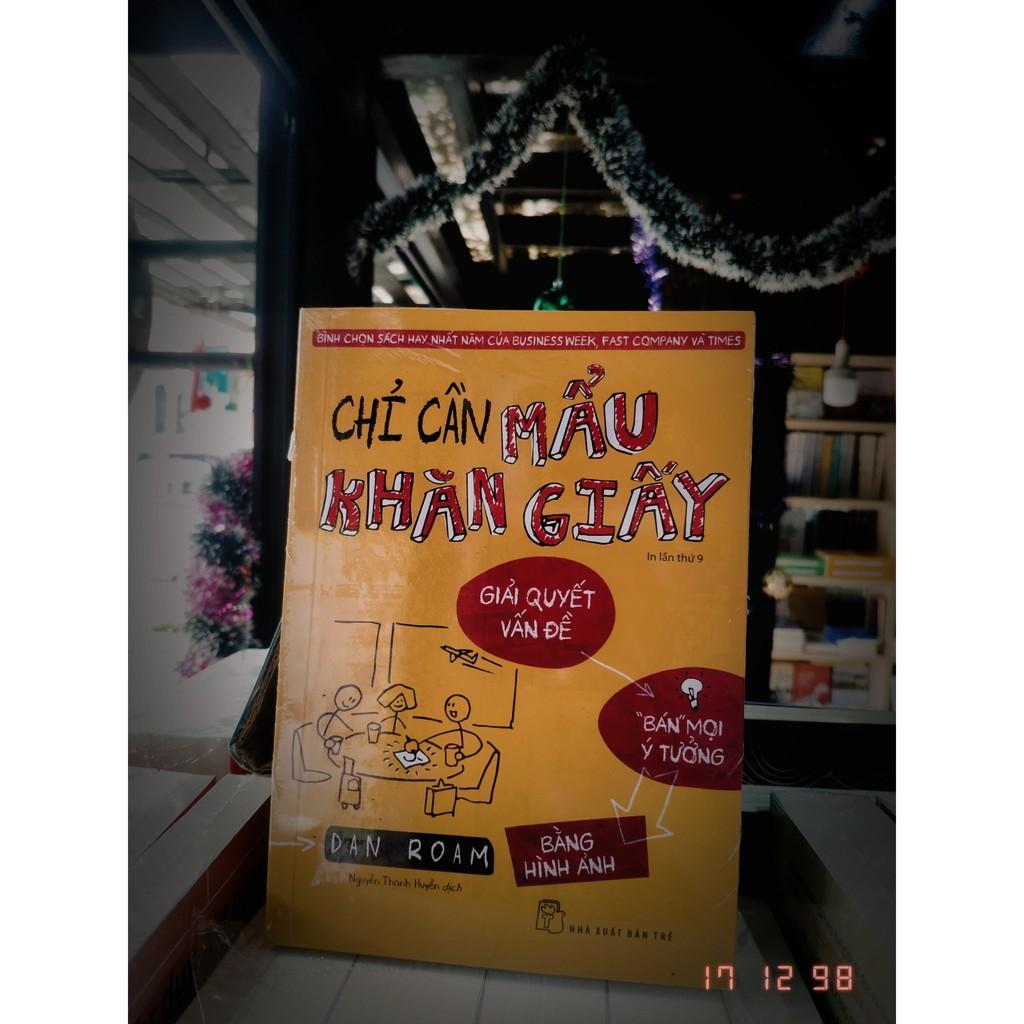 BÌNH CHỌN SÁCH HAY NHẤT NĂM CỦA BUSINESS WEEK, FAST COMPANY VÀ TIMES
CHỈ CẦN MẨU
KHĂN GIẤY
In lần thứ 9
GIẢI QUYẾT
VẤN ĐỀ
"BÁN" MỌI
Ý TƯỞNG
BẰNG
HÌNH ẢNH
DAN ROAM
Nguyễn Thanh Huyền dịch
NHÀ XUẤT BẢN TRẺ
17 12 98